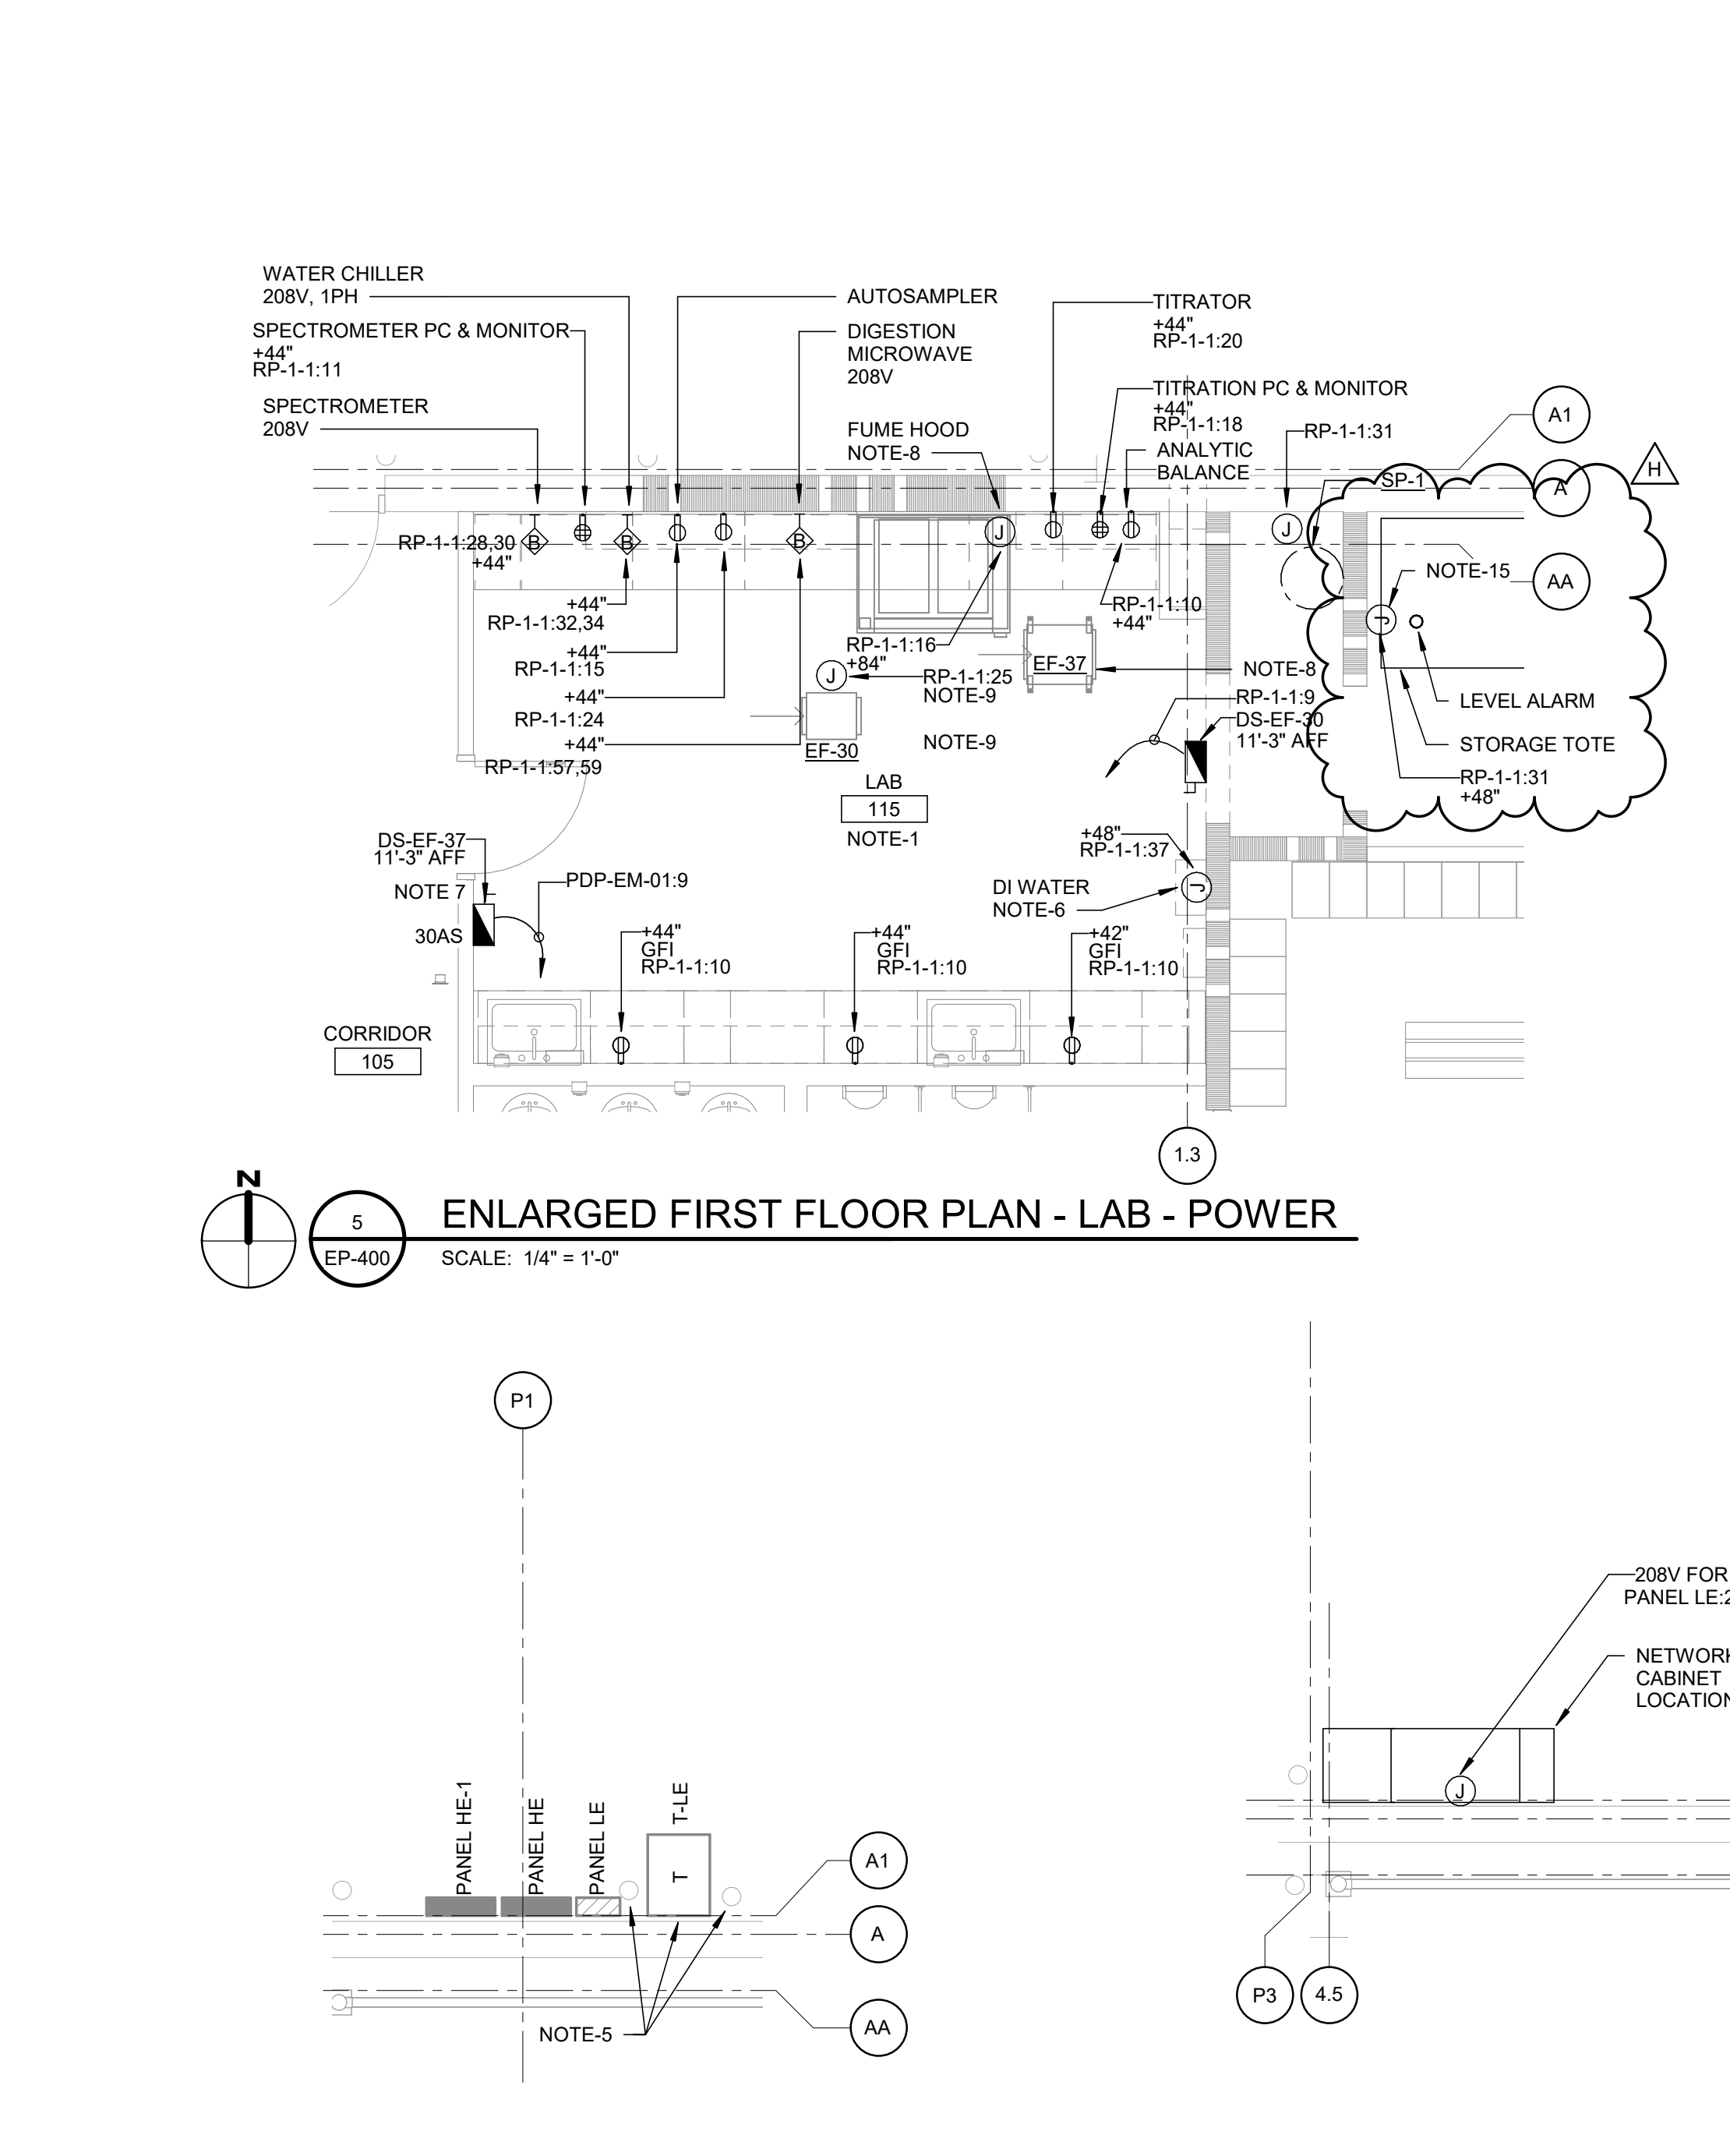 WATER CHILLER
208V, 1PH
SPECTROMETER PC & MONITOR
+44"
RP-1-1:11
SPECTROMETER
208V
AUTOSAMPLER
DIGESTION
MICROWAVE
208V
FUME HOOD
NOTE-8
TITRATOR
+44"
RP-1-1:20
TITRATION PC & MONITOR
+44"
RP-1-1:18
ANALYTIC
BALANCE
RP-1-1:31
A1
H
SP-1
A
J
B
B
B
J
RP-1-1:28,30
+44"
NOTE-15
AA
+44"
RP-1-1:32,34
+44"
RP-1-1:15
+44"
RP-1-1:24
+44"
RP-1-1:57,59
RP-1-1:16
+84"
J
RP-1-1:25
NOTE-9
EF-30
NOTE-9
EF-37
RP-1-1:10
+44"
J
NOTE-8
RP-1-1:9
DS-EF-30
11'-3" AFF
LEVEL ALARM
STORAGE TOTE
RP-1-1:31
+48"
LAB
115
NOTE-1
DS-EF-37
11'-3" AFF
NOTE 7
30AS
PDP-EM-01:9
+48"
RP-1-1:37
DI WATER
NOTE-6
J
+44"
GFI
RP-1-1:10
+44"
GFI
RP-1-1:10
+42"
GFI
RP-1-1:10
CORRIDOR
105
1.3
N
5
EP-400
ENLARGED FIRST FLOOR PLAN - LAB - POWER
SCALE: 1/4" = 1'-0"
P1
PANEL HE-1
PANEL HE
PANEL LE
T-LE
T
A1
A
AA
NOTE-5
208V FOR
PANEL LE:2
NETWORK
CABINET
LOCATION
J
P3
4.5